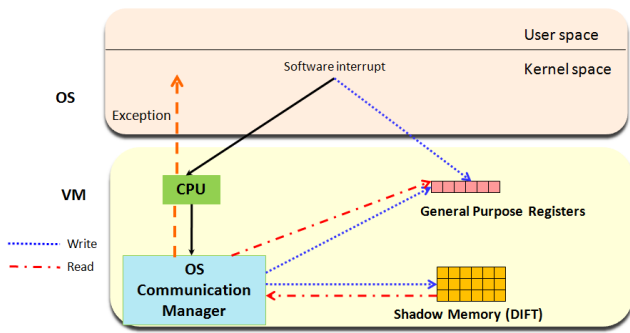 User space
Software interrupt
Kernel space
OS
Exception
VM
CPU
General Purpose Registers
Write
Read
OS
Communication
Manager
Shadow Memory (DIFT)